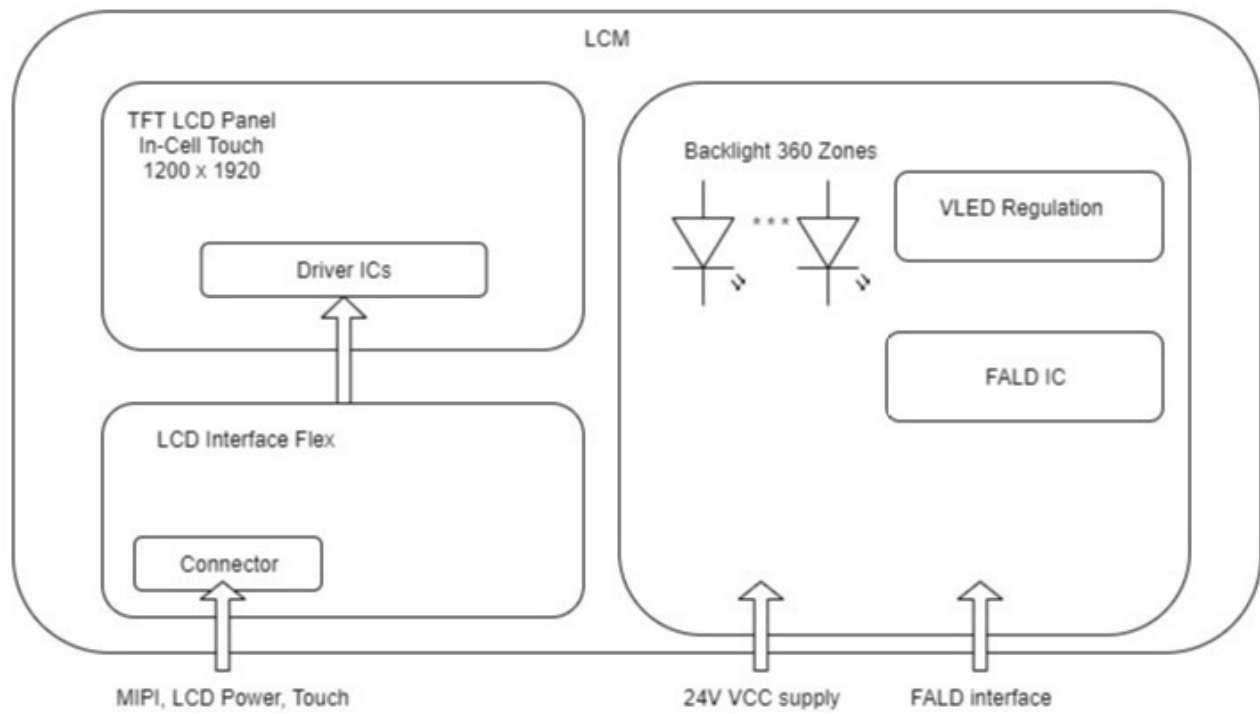 LCM
TFT LCD Panel
In-Cell Touch
1200 x 1920
Driver ICs
LCD Interface Flex
Connector
Backlight 360 Zones
* * *
VLED Regulation
FALD IC
MIPI, LCD Power, Touch
24V VCC supply
FALD interface